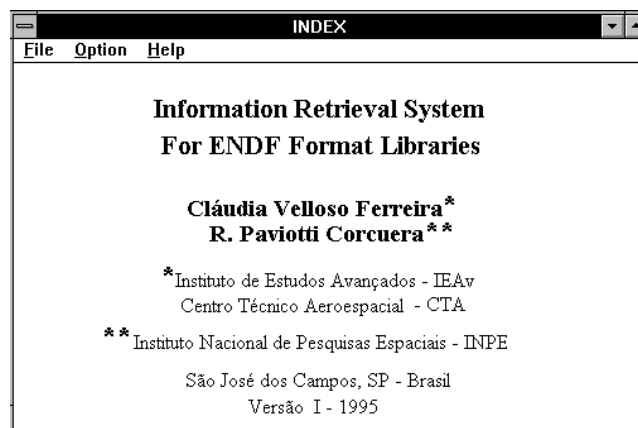 INDEX
File Option Help
Information Retrieval System
For ENDF Format Libraries
Cláudia Velloso Ferreira*
R. Paviotti Corcuera**
*Instituto de Estudos Avançados - IEAv
Centro Técnico Aeroespacial - CTA
**Instituto Nacional de Pesquisas Espaciais - INPE
São José dos Campos, SP - Brasil
Versão I - 1995